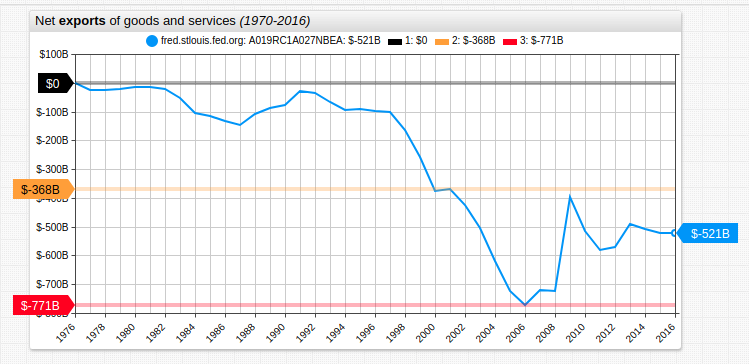 Net exports of goods and services (1970-2016)
fred.stlouis.fed.org: A019RC1A027NBEA: $-521B 1: $0 2: $-368B 3: $-771B
$100B
$0
$-100B
$-200B
$-300B
$-368B
$-400B
$-500B
$-521B
$-600B
$-700B
$-771B
$-800B
1976 1978 1980 1982 1984 1986 1988 1990 1992 1994 1996 1998 2000 2002 2004 2006 2008 2010 2012 2014 2016